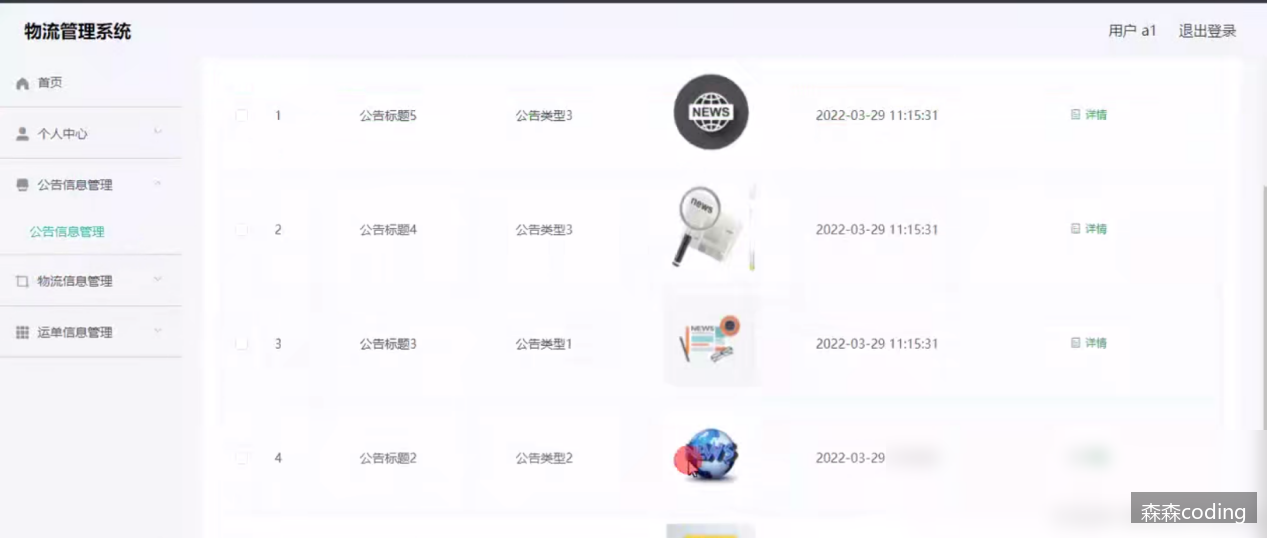 物流管理系统
用户 a1 退出登录
首页
个人中心
公告信息管理
公告信息管理
物流信息管理
运单信息管理
1 公告标题5 公告类型3 NEWS 2022-03-29 11:15:31 详情
2 公告标题4 公告类型3 news 2022-03-29 11:15:31 详情
3 公告标题3 公告类型1 NEWS 2022-03-29 11:15:31 详情
4 公告标题2 公告类型2 NEWS 2022-03-29
森森coding